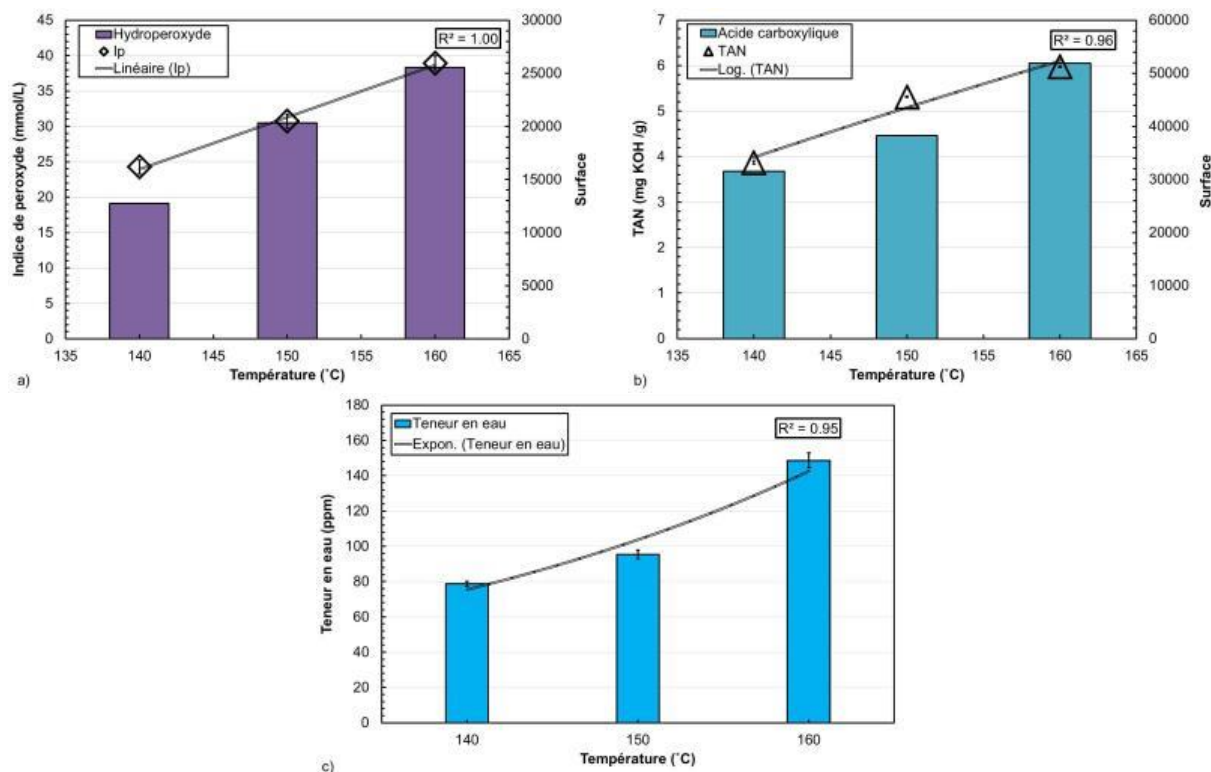 45
40
35
30
25
20
15
10
5
0
Indice de peroxyde (mmol/L)
Hydroperoxyde
Ip
Linéaire (Ip)
R² = 1.00
30000
25000
20000
15000
10000
5000
0
Surface
135 140 145 150 155 160 165
Température (˚C)
a)
7
6
5
4
3
2
1
0
TAN (mg KOH /g)
Acide carboxylique
TAN
Log. (TAN)
R² = 0.96
60000
50000
40000
30000
20000
10000
0
Surface
135 140 145 150 155 160 165
Température (˚C)
b)
180
160
140
120
100
80
60
40
20
0
Teneur en eau (ppm)
Teneur en eau
Expon. (Teneur en eau)
R² = 0.95
140 150 160
Température (˚C)
c)